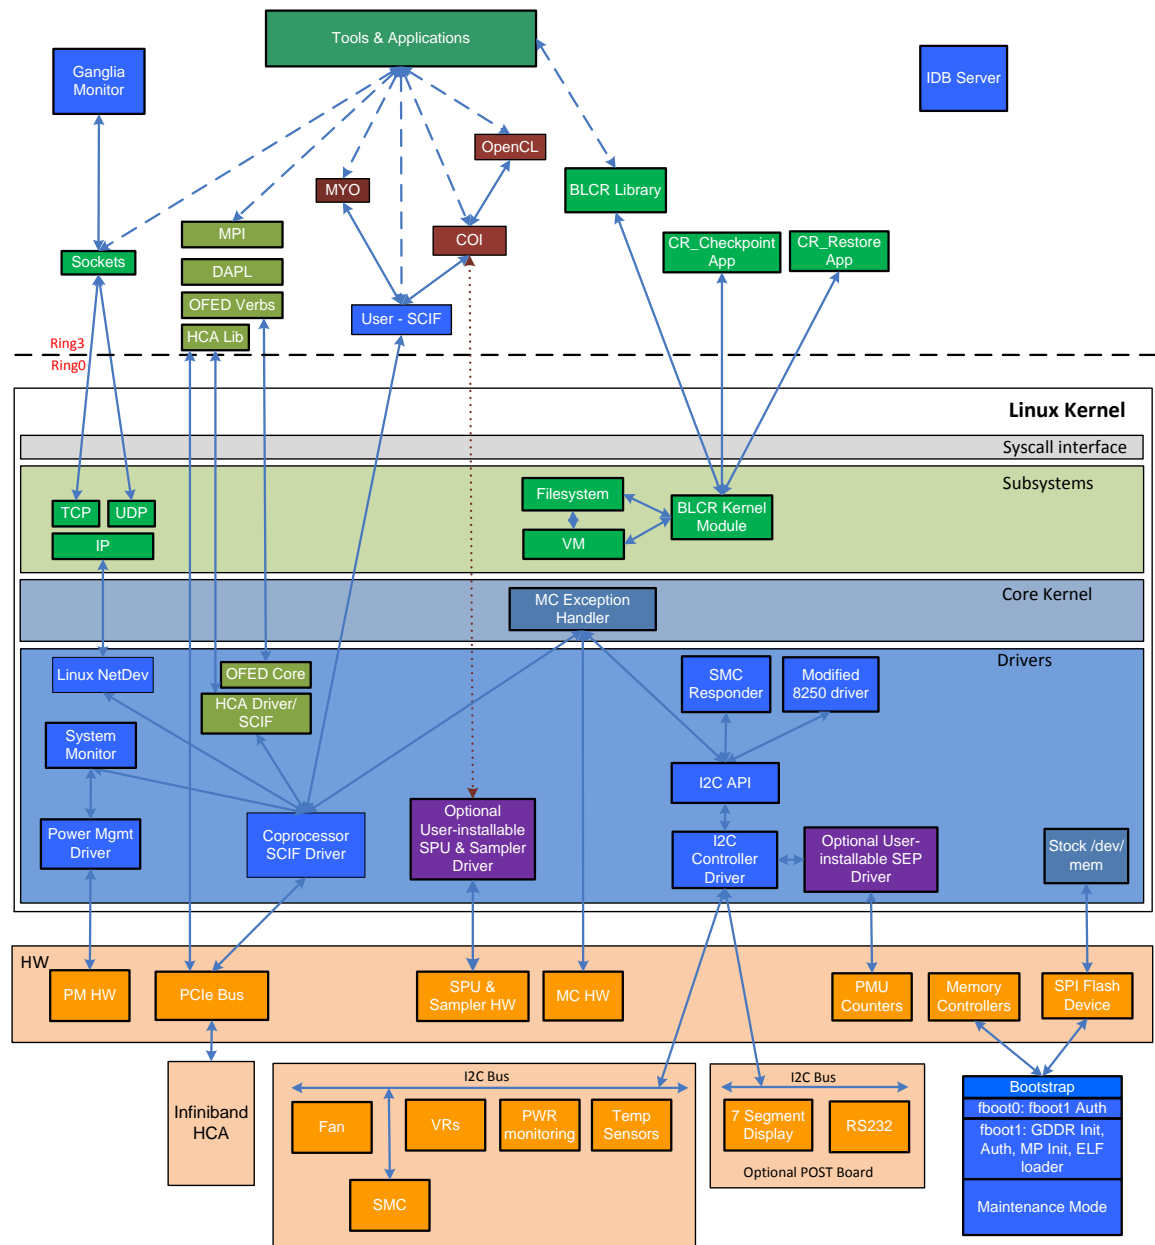 Tools & Applications
Ganglia
Monitor
IDB Server
OpenCL
MYO
BLCR Library
MPI
COI
CR_Checkpoint
App
CR_Restore
App
Sockets
DAPL
OFED Verbs
User - SCIF
HCA Lib
Ring3
Ring0
Linux Kernel
Syscall interface
Subsystems
Filesystem
TCP
UDP
BLCR Kernel
Module
IP
VM
Core Kernel
MC Exception
Handler
Drivers
Linux NetDev
OFED Core
SMC
Responder
Modified
8250 driver
HCA Driver/
SCIF
System
Monitor
I2C API
Power Mgmt
Driver
Coprocessor
SCIF Driver
Optional
User-installable
SPU & Sampler
Driver
I2C
Controller
Driver
Optional User-
installable SEP
Driver
Stock /dev/
mem
HW
PM HW
PCIe Bus
SPU &
Sampler HW
MC HW
PMU
Counters
Memory
Controllers
SPI Flash
Device
I2C Bus
I2C Bus
Infiniband
HCA
Fan
VRs
PWR
monitoring
Temp
Sensors
7 Segment
Display
RS232
Optional POST Board
SMC
Bootstrap
fboot0: fboot1 Auth
fboot1: GDDR Init,
Auth, MP Init, ELF
loader
Maintenance Mode